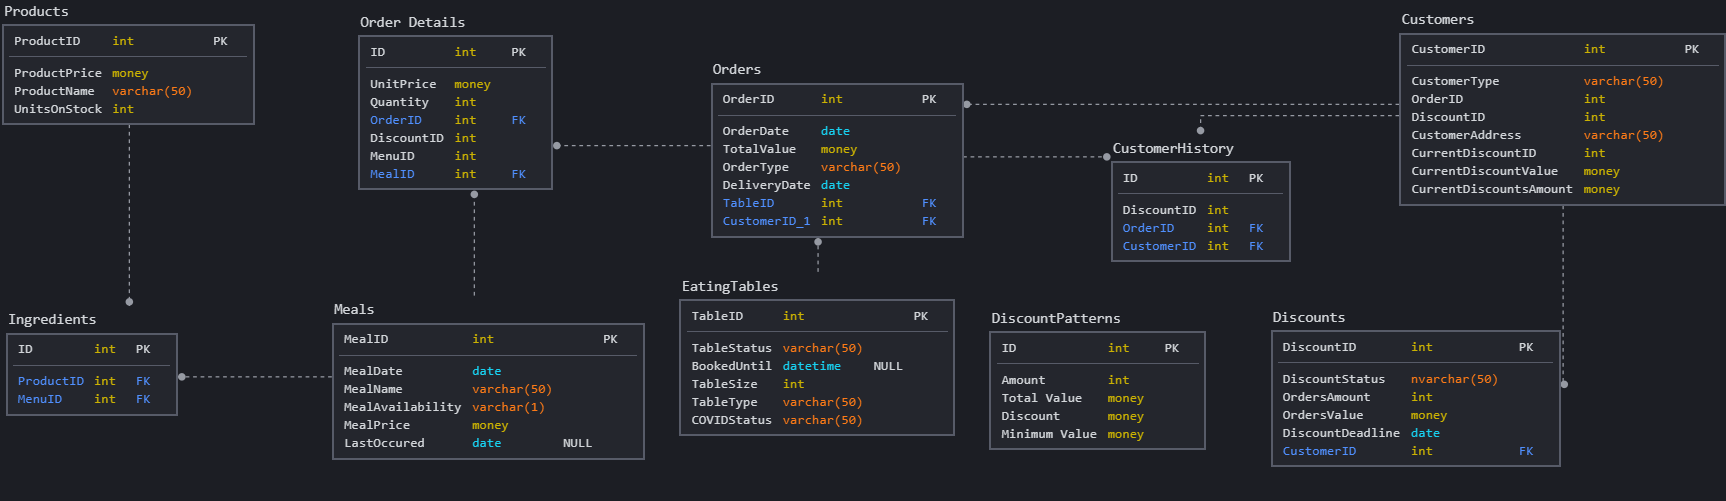 Products
ProductID int PK
ProductPrice money
ProductName varchar(50)
UnitsOnStock int
Order Details
ID int PK
UnitPrice money
Quantity int
OrderID int FK
DiscountID int
MenuID int
MealID int FK
Orders
OrderID int PK
OrderDate date
TotalValue money
OrderType varchar(50)
DeliveryDate date
TableID int FK
CustomerID_1 int FK
Customers
CustomerID int PK
CustomerType varchar(50)
OrderID int
DiscountID int
CustomerAddress varchar(50)
CurrentDiscountID int
CurrentDiscountValue money
CurrentDiscountsAmount money
CustomerHistory
ID int PK
DiscountID int
OrderID int FK
CustomerID int FK
Ingredients
ID int PK
ProductID int FK
MenuID int FK
Meals
MealID int PK
MealDate date
MealName varchar(50)
MealAvailability varchar(1)
MealPrice money
LastOccured date NULL
EatingTables
TableID int PK
TableStatus varchar(50)
BookedUntil datetime NULL
TableSize int
TableType varchar(50)
COVIDStatus varchar(50)
DiscountPatterns
ID int PK
Amount int
Total Value money
Discount money
Minimum Value money
Discounts
DiscountID int PK
DiscountStatus nvarchar(50)
OrdersAmount int
OrdersValue money
DiscountDeadline date
CustomerID int FK